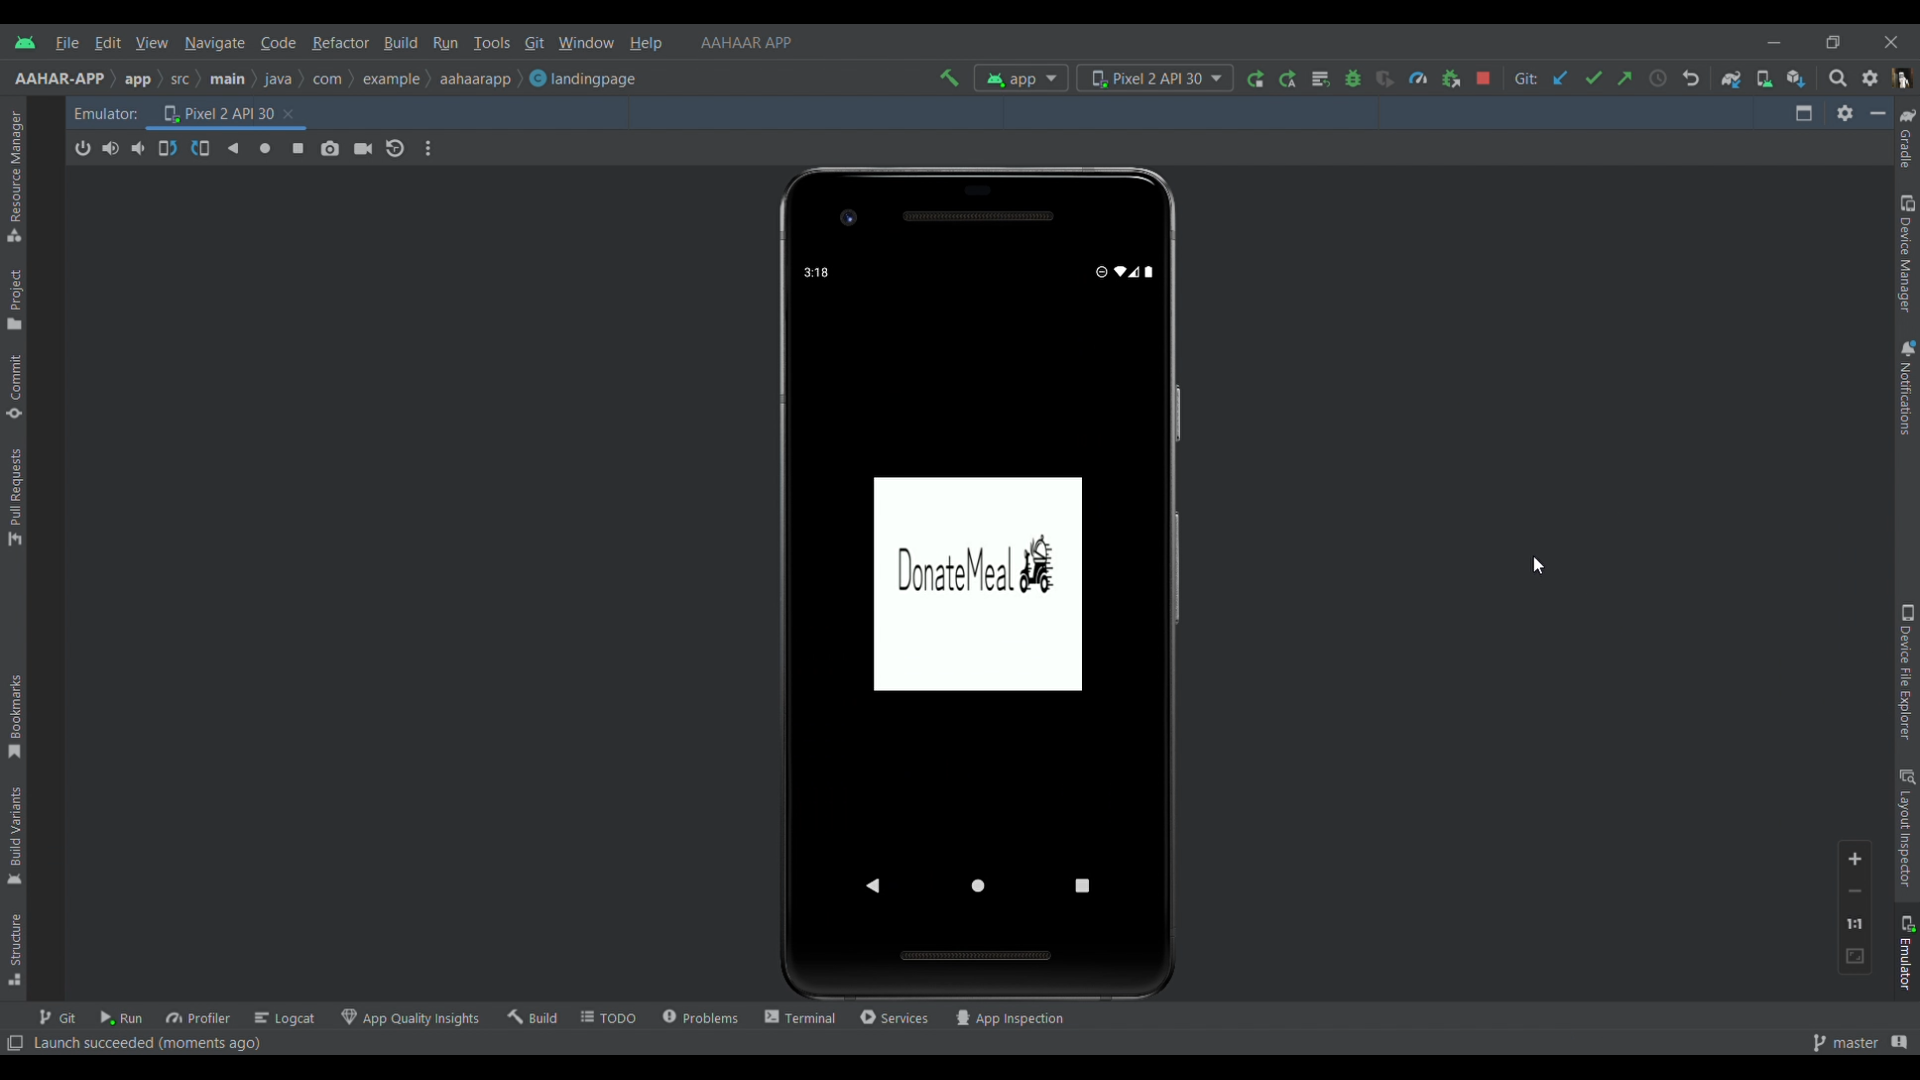 File Edit View Navigate Code Refactor Build Run Tools Git Window Help AAHAAR APP
AAHAR-APP app src main java com example aahaarapp landingpage app Pixel 2 API 30 Git:
Emulator: Pixel 2 API 30
Resource Manager
Project
Commit
Pull Requests
Bookmarks
Build Variants
Structure
3:18
DonateMeal
Gradle
Device Manager
Notifications
Device File Explorer
Layout Inspector
Emulator
1:1
Git Run Profiler Logcat App Quality Insights Build TODO Problems Terminal Services App Inspection
Launch succeeded (moments ago) master